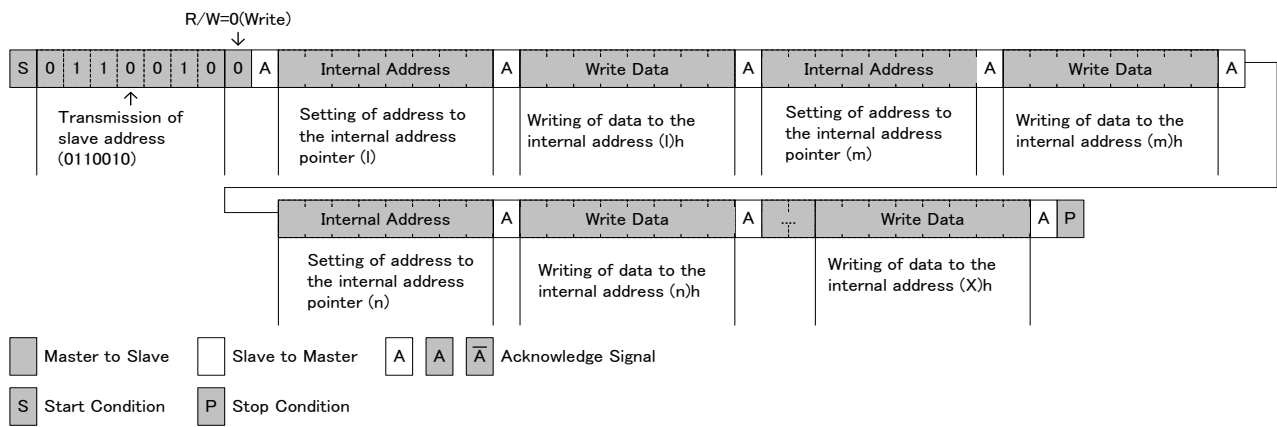 R/W=0(Write)
S 0 1 1 0 0 1 0 0 A Internal Address A Write Data A Internal Address A Write Data A
Transmission of
slave address
(0110010)
Setting of address to
the internal address
pointer (l)
Writing of data to the
internal address (l)h
Setting of address to
the internal address
pointer (m)
Writing of data to the
internal address (m)h
Internal Address A Write Data A .... Write Data A P
Setting of address to
the internal address
pointer (n)
Writing of data to the
internal address (n)h
Writing of data to the
internal address (X)h
Master to Slave Slave to Master A A A̅ Acknowledge Signal
S Start Condition P Stop Condition